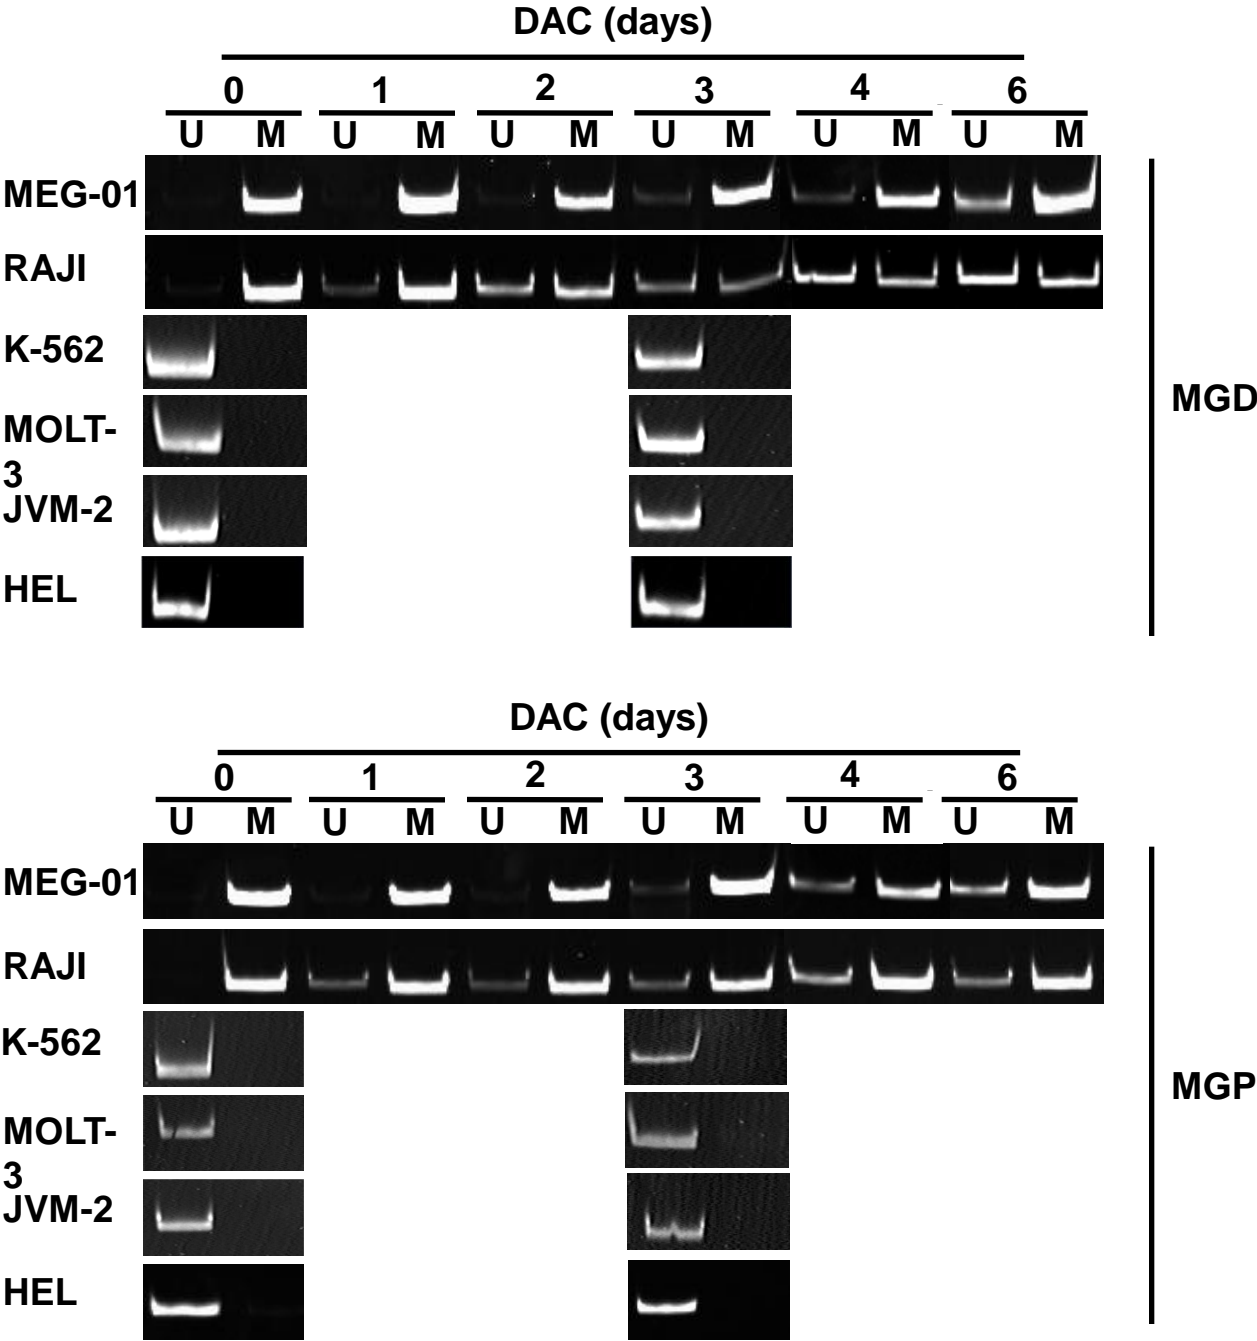 DAC (days)
0 1 2 3 4 6
U M U M U M U M U M U M
MEG-01
RAJI
K-562
MGD
MOLT-
3
JVM-2
HEL
DAC (days)
0 1 2 3 4 6
U M U M U M U M U M U M
MEG-01
RAJI
K-562
MGP
MOLT-
3
JVM-2
HEL